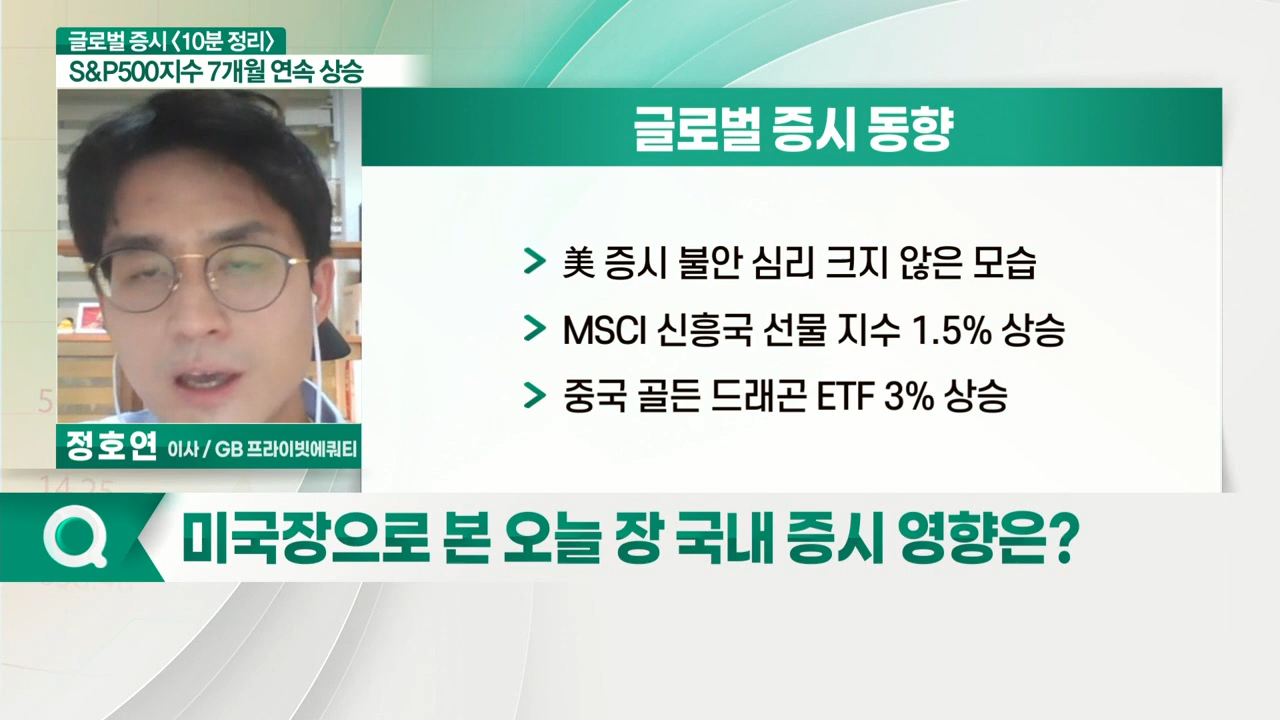 글로벌 증시 <10분 정리>
S&P500지수 7개월 연속 상승
글로벌 증시 동향
> 美 증시 불안 심리 크지 않은 모습
> MSCI 신흥국 선물 지수 1.5% 상승
> 중국 골든 드래곤 ETF 3% 상승
정호연 이사 / GB 프라이빗에쿼티
Q 미국장으로 본 오늘 장 국내 증시 영향은?